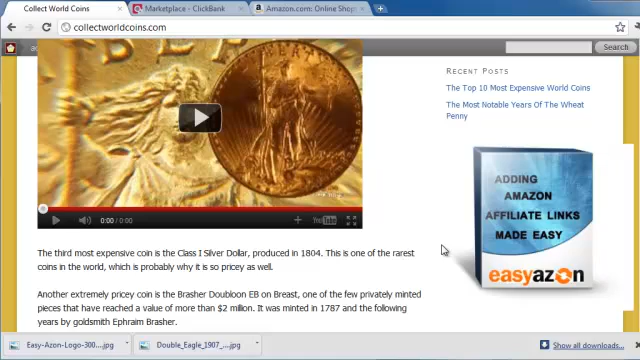 Collect World Coins
Marketplace - ClickBank
Amazon.com: Online Shop
collectworldcoins.com
Search
RECENT POSTS
The Top 10 Most Expensive World Coins
The Most Notable Years Of The Wheat
Penny
ADDING
AMAZON
AFFILIATE LINKS
MADE EASY
easyazon
0:00 / 0:00
YouTube
The third most expensive coin is the Class I Silver Dollar, produced in 1804. This is one of the rarest
coins in the world, which is probably why it is so pricey as well.
Another extremely pricey coin is the Brasher Doubloon EB on Breast, one of the few privately minted
pieces that have reached a value of more than $2 million. It was minted in 1787 and the following
years by goldsmith Ephraim Brasher.
Easy-Azon-Logo-300....jpg
Double_Eagle_1907_....jpg
Show all downloads...